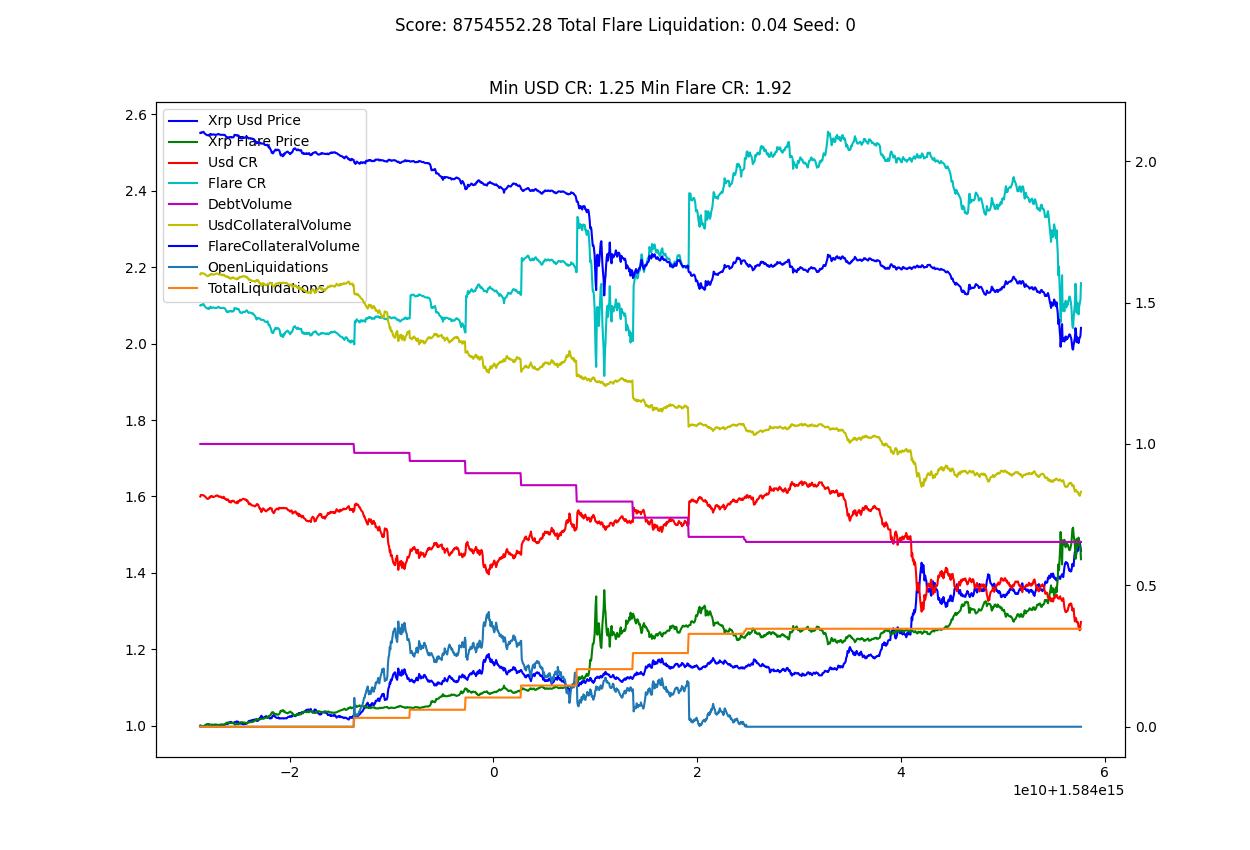 Score: 8754552.28 Total Flare Liquidation: 0.04 Seed: 0
Min USD CR: 1.25 Min Flare CR: 1.92
Xrp Usd Price
Xrp Flare Price
Usd CR
Flare CR
DebtVolume
UsdCollateralVolume
FlareCollateralVolume
OpenLiquidations
TotalLiquidations
2.6
2.4
2.2
2.0
1.8
1.6
1.4
1.2
1.0
2.0
1.5
1.0
0.5
0.0
−2 0 2 4 6
1e10+1.584e15